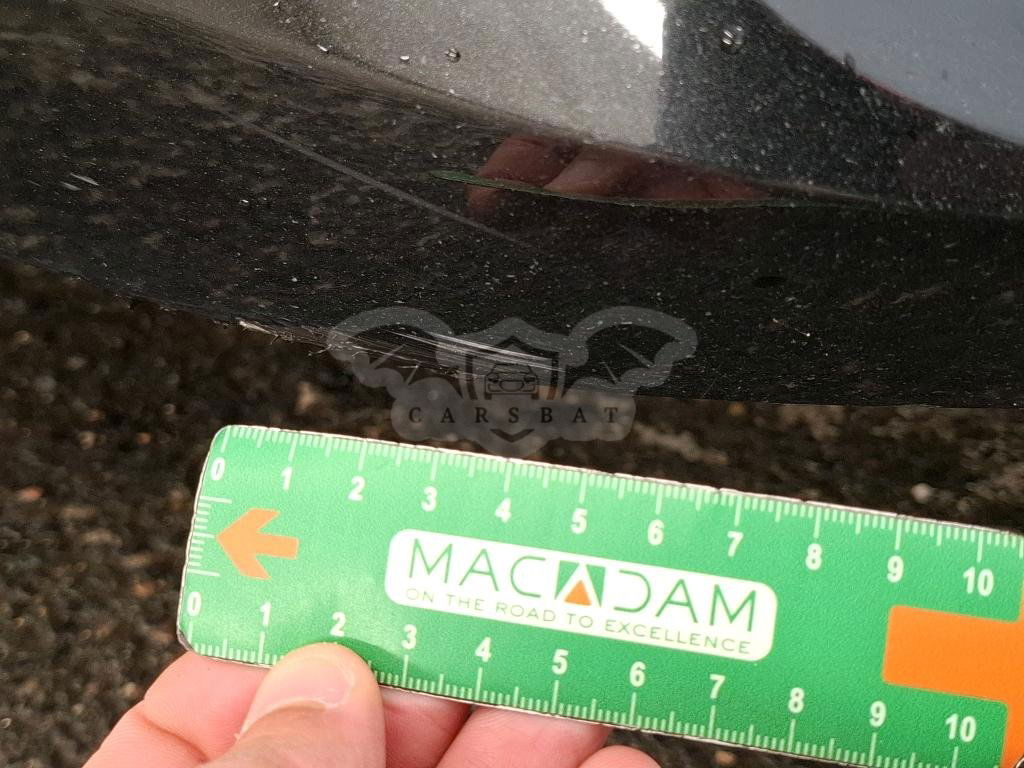 CARSBAT
0 1 2 3 4 5 6 7 8 9 10
MACADAM
ON THE ROAD TO EXCELLENCE
0 1 2 3 4 5 6 7 8 9 10